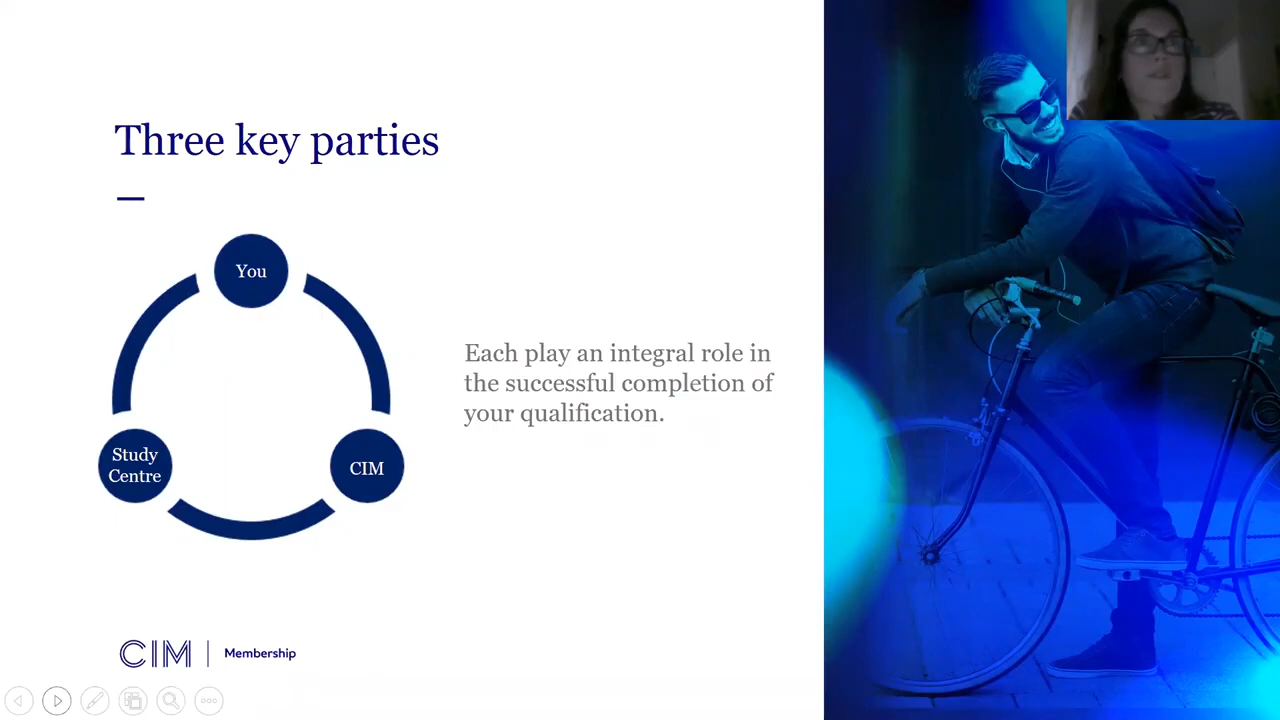 Three key parties
You
Study
Centre
CIM
Each play an integral role in
the successful completion of
your qualification.
CIM | Membership